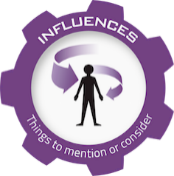 INFLUENCES
Things to mention or consider